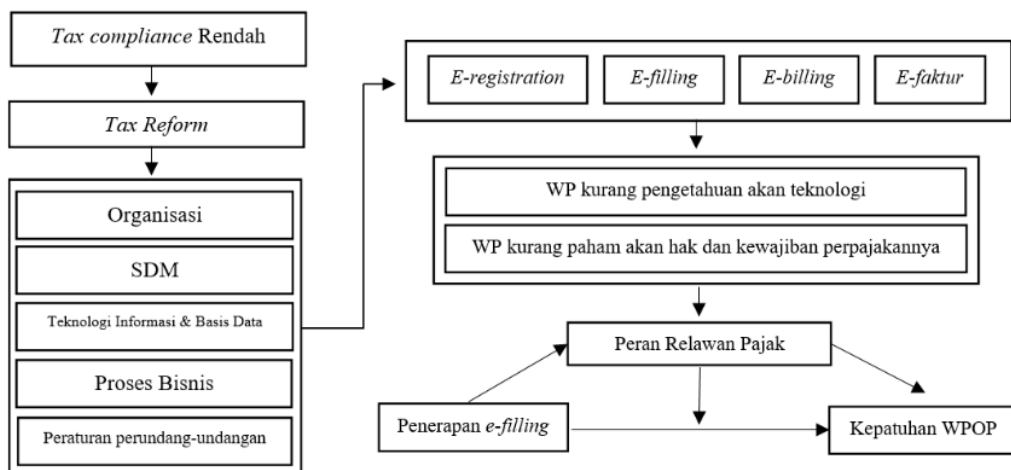 Tax compliance Rendah
Tax Reform
Organisasi
SDM
Teknologi Informasi & Basis Data
Proses Bisnis
Peraturan perundang-undangan
E-registration
E-filling
E-billing
E-faktur
WP kurang pengetahuan akan teknologi
WP kurang paham akan hak dan kewajiban perpajakannya
Peran Relawan Pajak
Penerapan e-filling
Kepatuhan WPOP